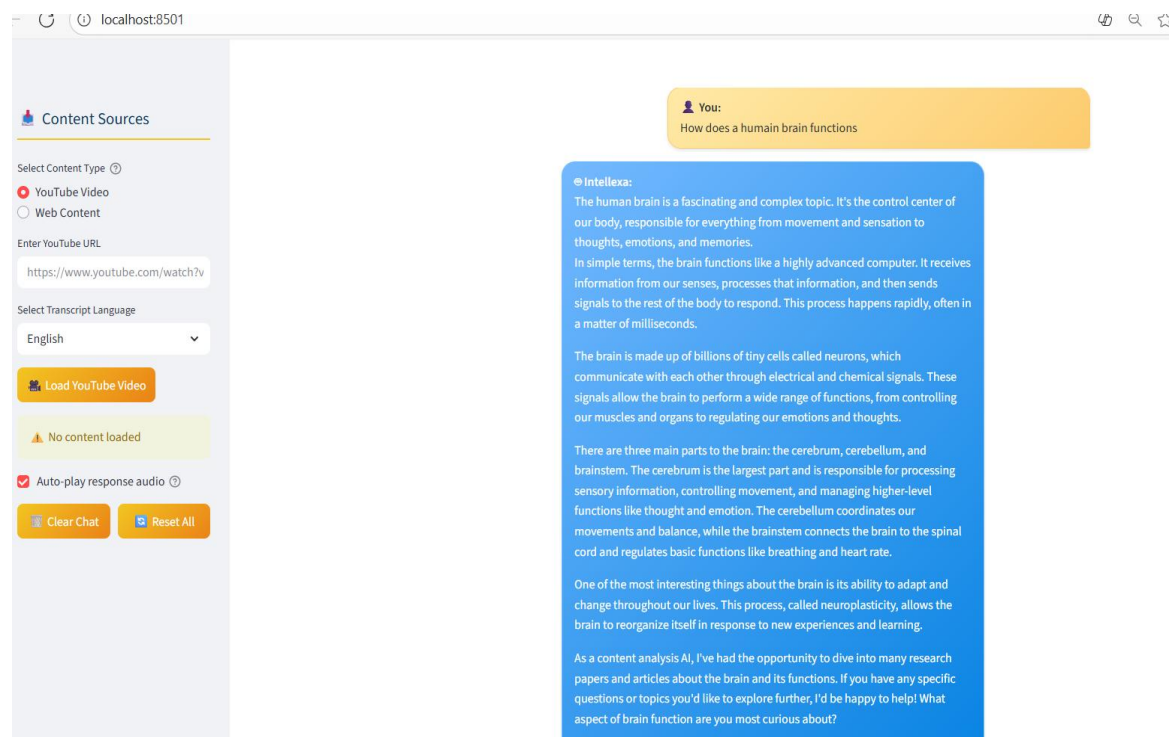 localhost:8501
Content Sources
Select Content Type
YouTube Video
Web Content
Enter YouTube URL
https://www.youtube.com/watch?v
Select Transcript Language
English
Load YouTube Video
No content loaded
Auto-play response audio
Clear Chat
Reset All
You:
How does a humain brain functions
Intellexa:
The human brain is a fascinating and complex topic. It's the control center of
our body, responsible for everything from movement and sensation to
thoughts, emotions, and memories.
In simple terms, the brain functions like a highly advanced computer. It receives
information from our senses, processes that information, and then sends
signals to the rest of the body to respond. This process happens rapidly, often in
a matter of milliseconds.
The brain is made up of billions of tiny cells called neurons, which
communicate with each other through electrical and chemical signals. These
signals allow the brain to perform a wide range of functions, from controlling
our muscles and organs to regulating our emotions and thoughts.
There are three main parts to the brain: the cerebrum, cerebellum, and
brainstem. The cerebrum is the largest part and is responsible for processing
sensory information, controlling movement, and managing higher-level
functions like thought and emotion. The cerebellum coordinates our
movements and balance, while the brainstem connects the brain to the spinal
cord and regulates basic functions like breathing and heart rate.
One of the most interesting things about the brain is its ability to adapt and
change throughout our lives. This process, called neuroplasticity, allows the
brain to reorganize itself in response to new experiences and learning.
As a content analysis AI, I've had the opportunity to dive into many research
papers and articles about the brain and its functions. If you have any specific
questions or topics you'd like to explore further, I'd be happy to help! What
aspect of brain function are you most curious about?